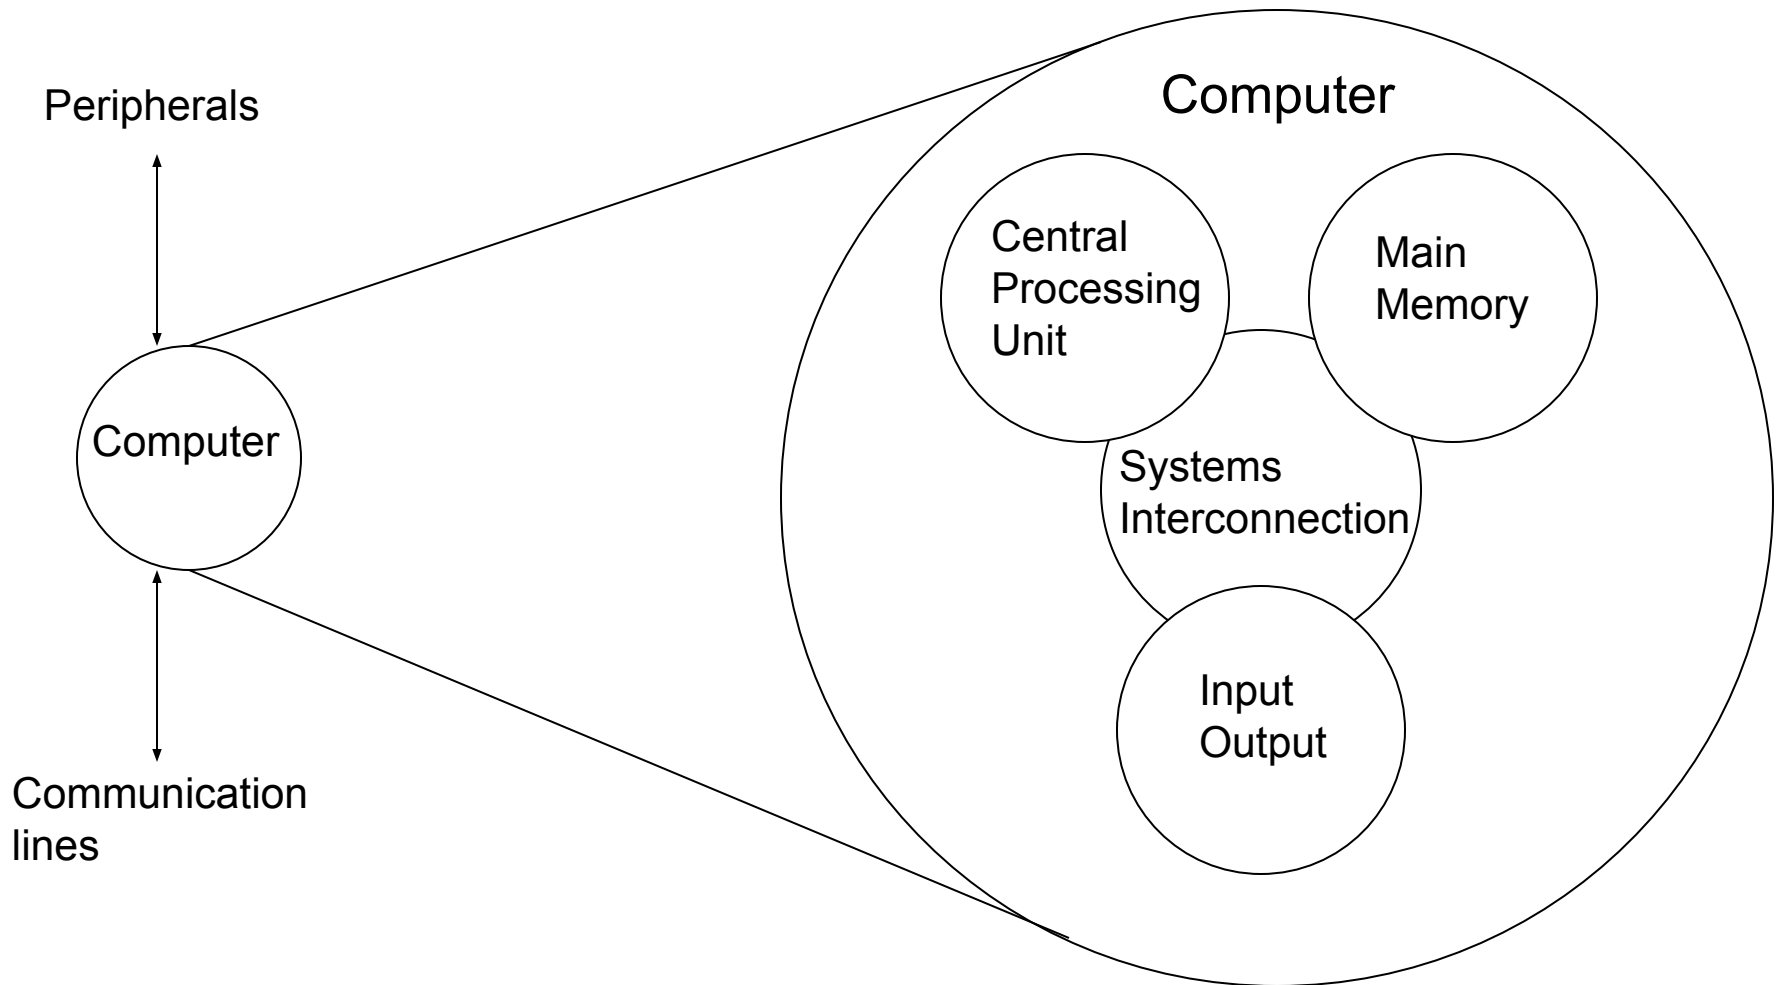 Peripherals
Computer
Communication
lines
Computer
Central
Processing
Unit
Main
Memory
Systems
Interconnection
Input
Output